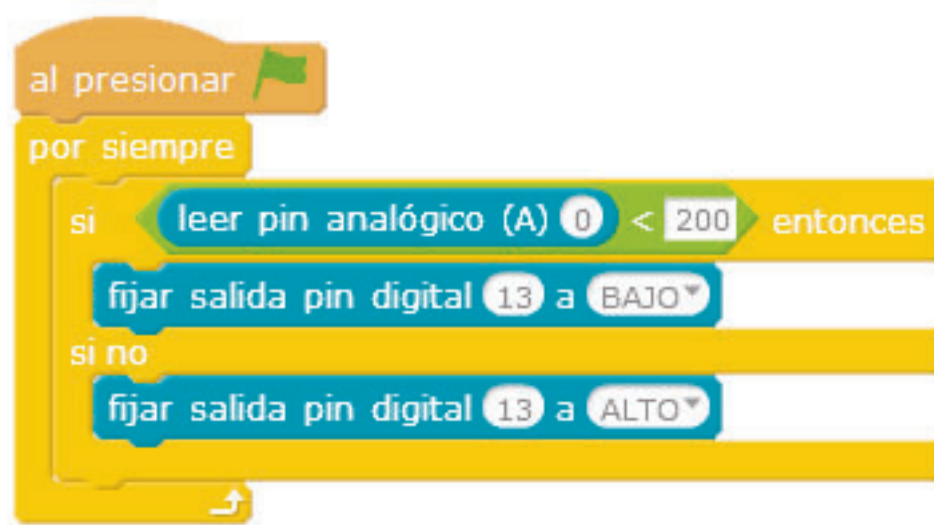 al presionar
por siempre
si leer pin analógico (A) 0 < 200 entonces
fijar salida pin digital 13 a BAJO
si no
fijar salida pin digital 13 a ALTO